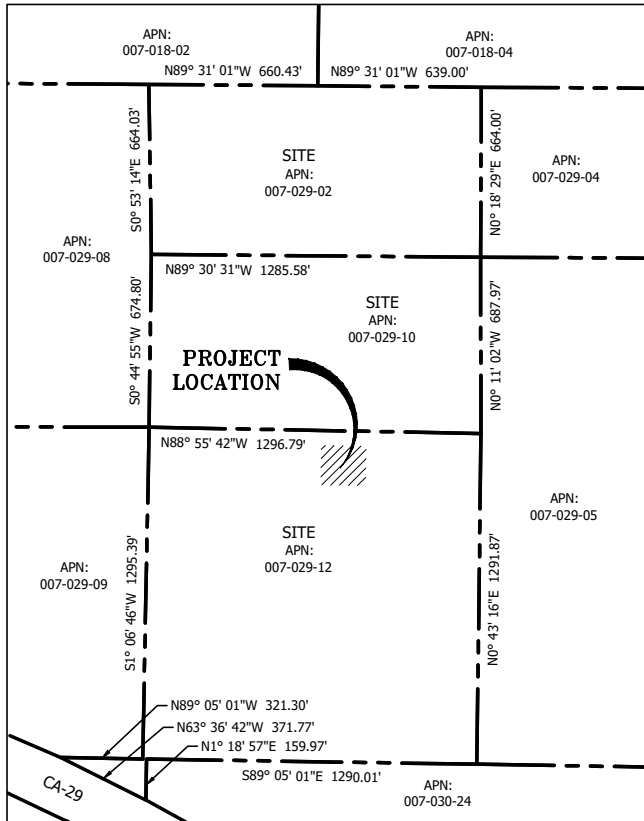 APN:
007-018-02
APN:
007-018-04
N89° 31' 01"W 660.43'
N89° 31' 01"W 639.00'
S0° 53' 14"E 664.03'
SITE
APN:
007-029-02
N0° 18' 29"E 664.00'
APN:
007-029-04
APN:
007-029-08
N89° 30' 31"W 1285.58'
S0° 44' 55"W 674.80'
SITE
APN:
007-029-10
N0° 11' 02"W 687.97'
PROJECT
LOCATION
N88° 55' 42"W 1296.79'
APN:
007-029-05
SITE
APN:
007-029-12
APN:
007-029-09
S1° 06' 46"W 1295.39'
N0° 43' 16"E 1291.87'
N89° 05' 01"W 321.30'
N63° 36' 42"W 371.77'
N1° 18' 57"E 159.97'
CA-29
S89° 05' 01"E 1290.01'
APN:
007-030-24